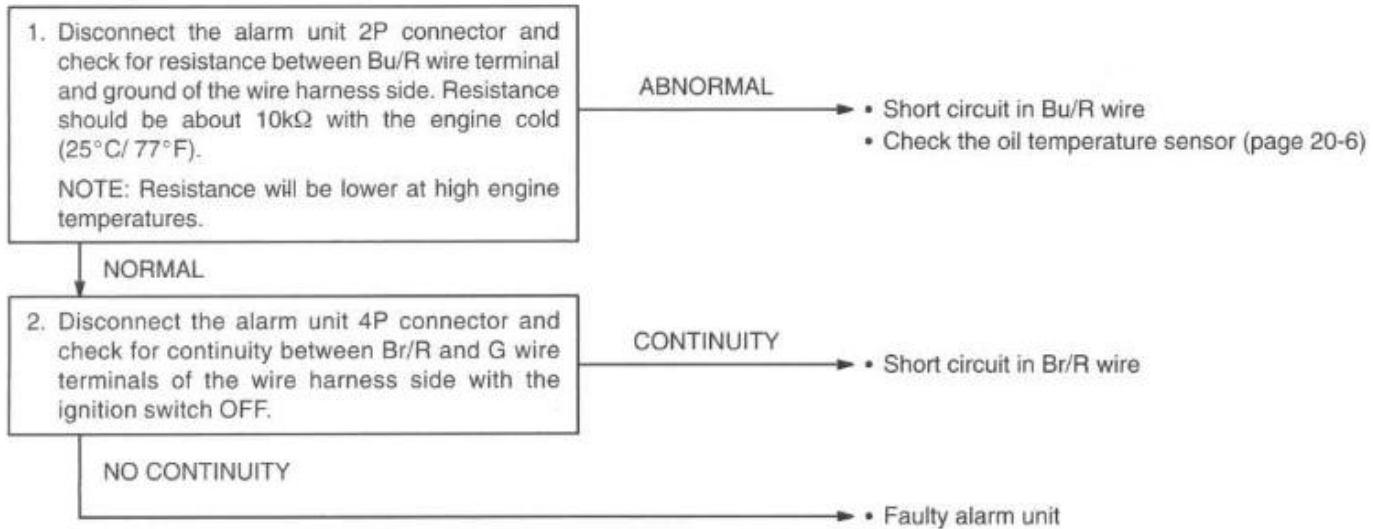 1. Disconnect the alarm unit 2P connector and
check for resistance between Bu/R wire terminal
and ground of the wire harness side. Resistance
should be about 10kΩ with the engine cold
(25°C/ 77°F).
NOTE: Resistance will be lower at high engine
temperatures.
ABNORMAL
• Short circuit in Bu/R wire
• Check the oil temperature sensor (page 20-6)
NORMAL
2. Disconnect the alarm unit 4P connector and
check for continuity between Br/R and G wire
terminals of the wire harness side with the
ignition switch OFF.
CONTINUITY
• Short circuit in Br/R wire
NO CONTINUITY
• Faulty alarm unit